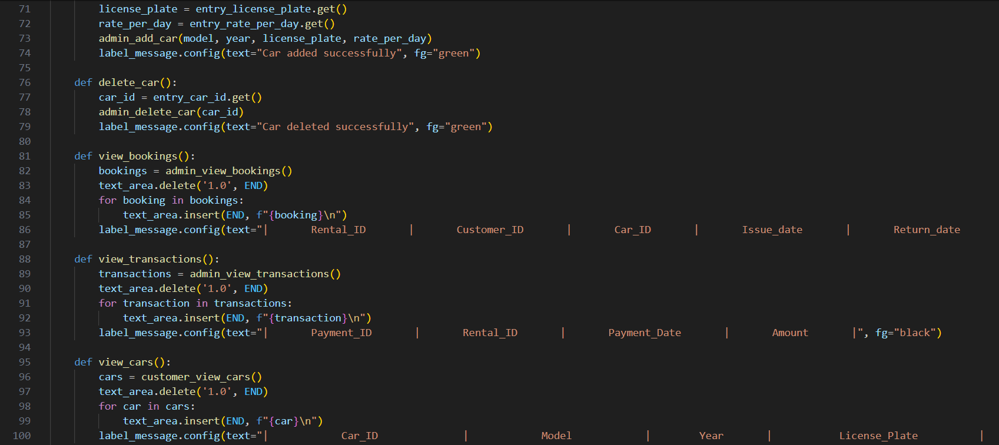 71 license_plate = entry_license_plate.get()
72 rate_per_day = entry_rate_per_day.get()
73 admin_add_car(model, year, license_plate, rate_per_day)
74 label_message.config(text="Car added successfully", fg="green")
75
76 def delete_car():
77 car_id = entry_car_id.get()
78 admin_delete_car(car_id)
79 label_message.config(text="Car deleted successfully", fg="green")
80
81 def view_bookings():
82 bookings = admin_view_bookings()
83 text_area.delete('1.0', END)
84 for booking in bookings:
85 text_area.insert(END, f"{booking}\n")
86 label_message.config(text="| Rental_ID | Customer_ID | Car_ID | Issue_date | Return_date
87
88 def view_transactions():
89 transactions = admin_view_transactions()
90 text_area.delete('1.0', END)
91 for transaction in transactions:
92 text_area.insert(END, f"{transaction}\n")
93 label_message.config(text="| Payment_ID | Rental_ID | Payment_Date | Amount |", fg="black")
94
95 def view_cars():
96 cars = customer_view_cars()
97 text_area.delete('1.0', END)
98 for car in cars:
99 text_area.insert(END, f"{car}\n")
100 label_message.config(text="| Car_ID | Model | Year | License_Plate |